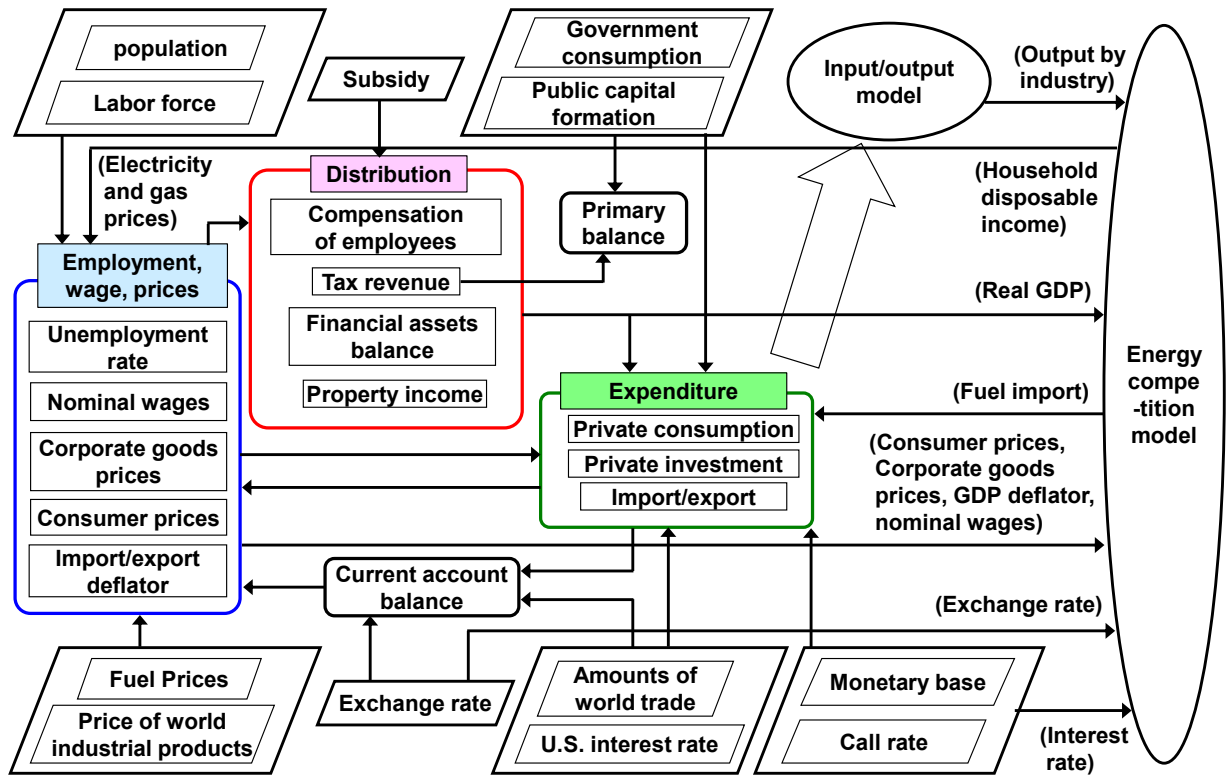 population
Labor force
Subsidy
Government
consumption
Public capital
formation
Input/output
model
(Output by
industry)
(Electricity
and gas
prices)
Distribution
Compensation
of employees
Tax revenue
Financial assets
balance
Property income
Primary
balance
(Household
disposable
income)
(Real GDP)
Employment,
wage, prices
Unemployment
rate
Nominal wages
Corporate goods
prices
Consumer prices
Import/export
deflator
Expenditure
Private consumption
Private investment
Import/export
(Fuel import)
(Consumer prices,
Corporate goods
prices, GDP deflator,
nominal wages)
Energy
compe
-tition
model
Current account
balance
(Exchange rate)
Fuel Prices
Price of world
industrial products
Exchange rate
Amounts of
world trade
U.S. interest rate
Monetary base
Call rate
(Interest
rate)